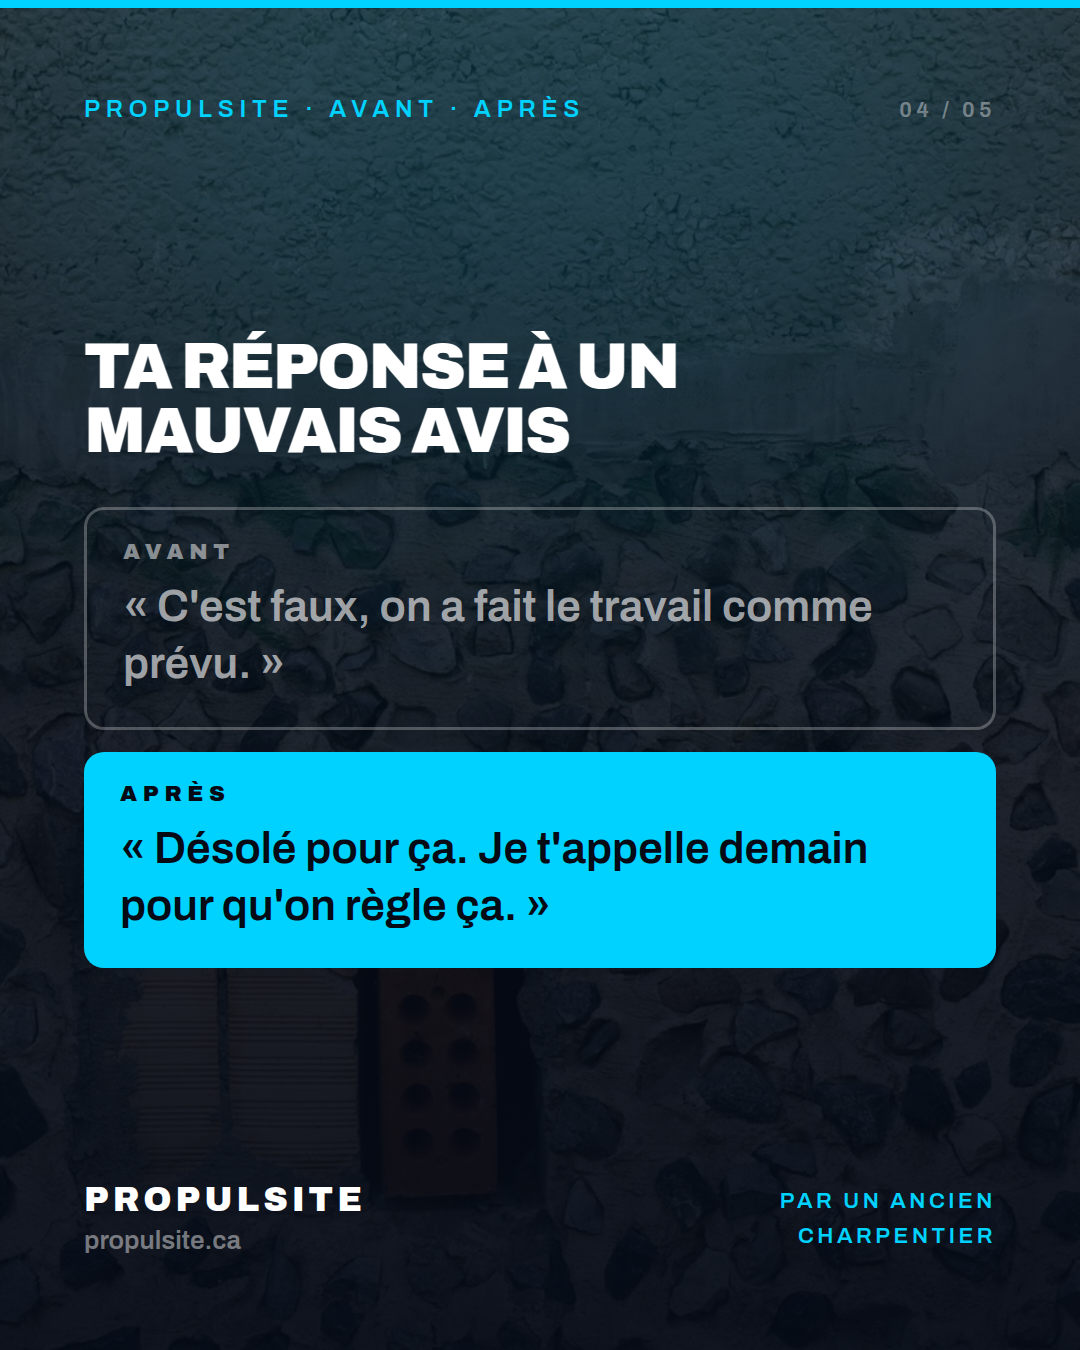 PROPULSITE · AVANT · APRÈS
04 / 05
TA RÉPONSE À UN
MAUVAIS AVIS
AVANT
« C'est faux, on a fait le travail comme
prévu. »
APRÈS
« Désolé pour ça. Je t'appelle demain
pour qu'on règle ça. »
PROPULSITE
propulsite.ca
PAR UN ANCIEN
CHARPENTIER